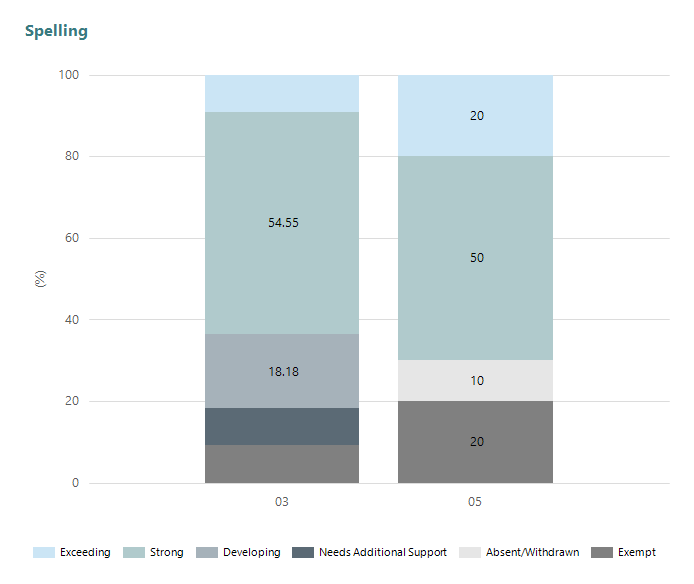 Spelling
100
80
60
40
20
0
(%)
54.55
18.18
20
50
10
20
03
05
Exceeding
Strong
Developing
Needs Additional Support
Absent/Withdrawn
Exempt